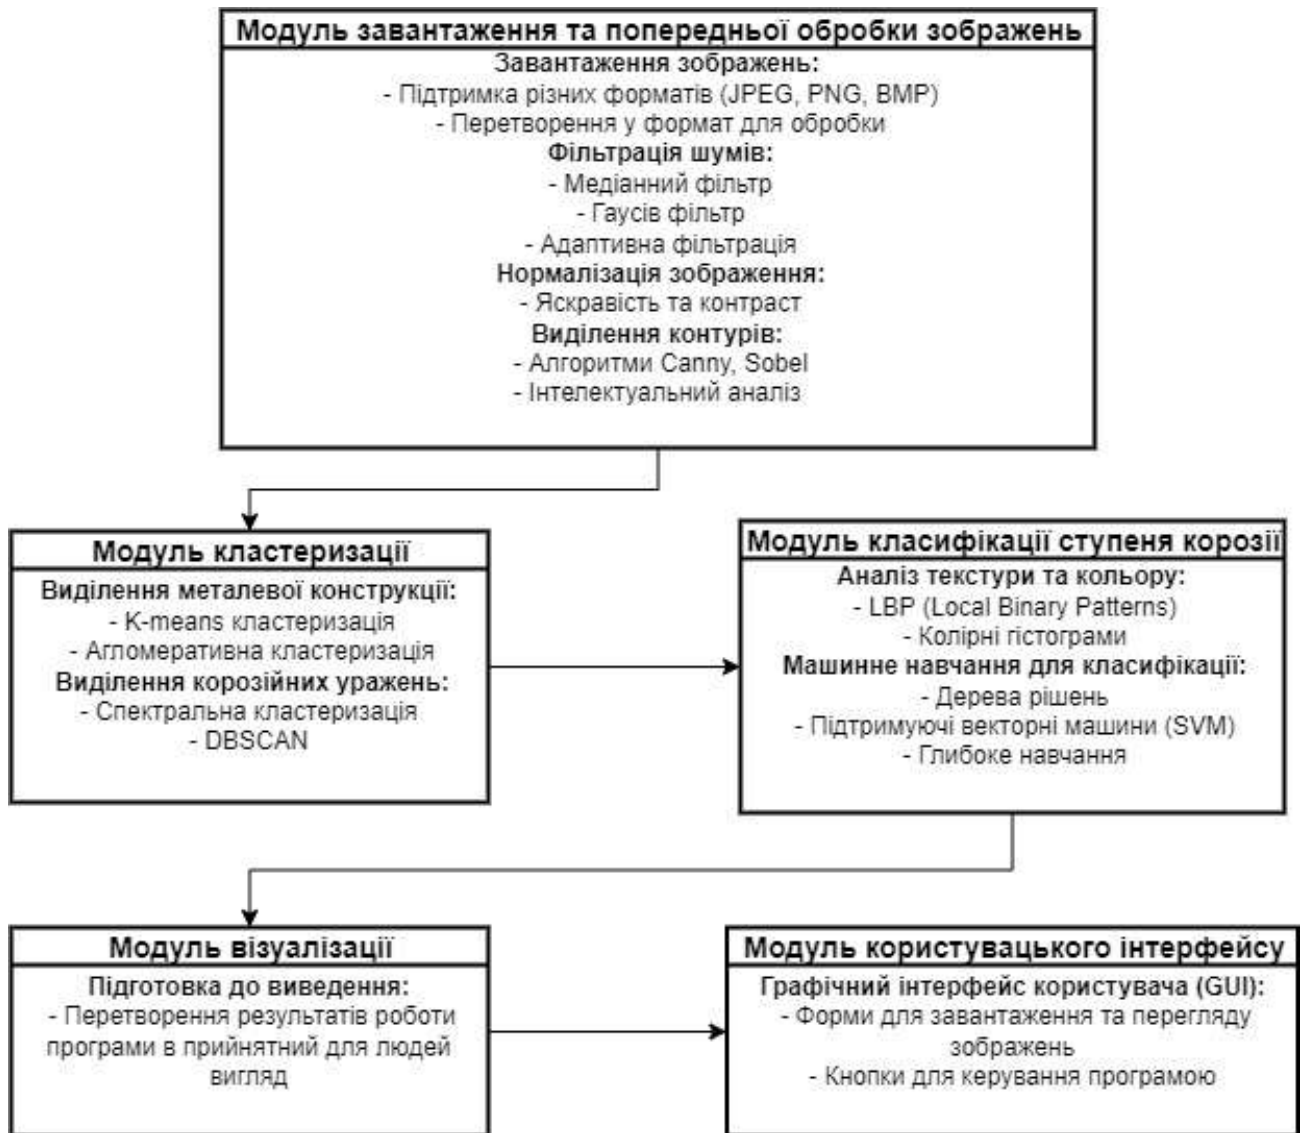 Модуль завантаження та попередньої обробки зображень
Завантаження зображень:
- Підтримка різних форматів (JPEG, PNG, BMP)
- Перетворення у формат для обробки
Фільтрація шумів:
- Медіанний фільтр
- Гаусів фільтр
- Адаптивна фільтрація
Нормалізація зображення:
- Яскравість та контраст
Виділення контурів:
- Алгоритми Canny, Sobel
- Інтелектуальний аналіз
Модуль кластеризації
Виділення металевої конструкції:
- K-means кластеризація
- Агломеративна кластеризація
Виділення корозійних уражень:
- Спектральна кластеризація
- DBSCAN
Модуль класифікації ступеня корозії
Аналіз текстури та кольору:
- LBP (Local Binary Patterns)
- Колірні гістограми
Машинне навчання для класифікації:
- Дерева рішень
- Підтримуючі векторні машини (SVM)
- Глибоке навчання
Модуль візуалізації
Підготовка до виведення:
- Перетворення результатів роботи
програми в прийнятний для людей
вигляд
Модуль користувацького інтерфейсу
Графічний інтерфейс користувача (GUI):
- Форми для завантаження та перегляду
зображень
- Кнопки для керування програмою